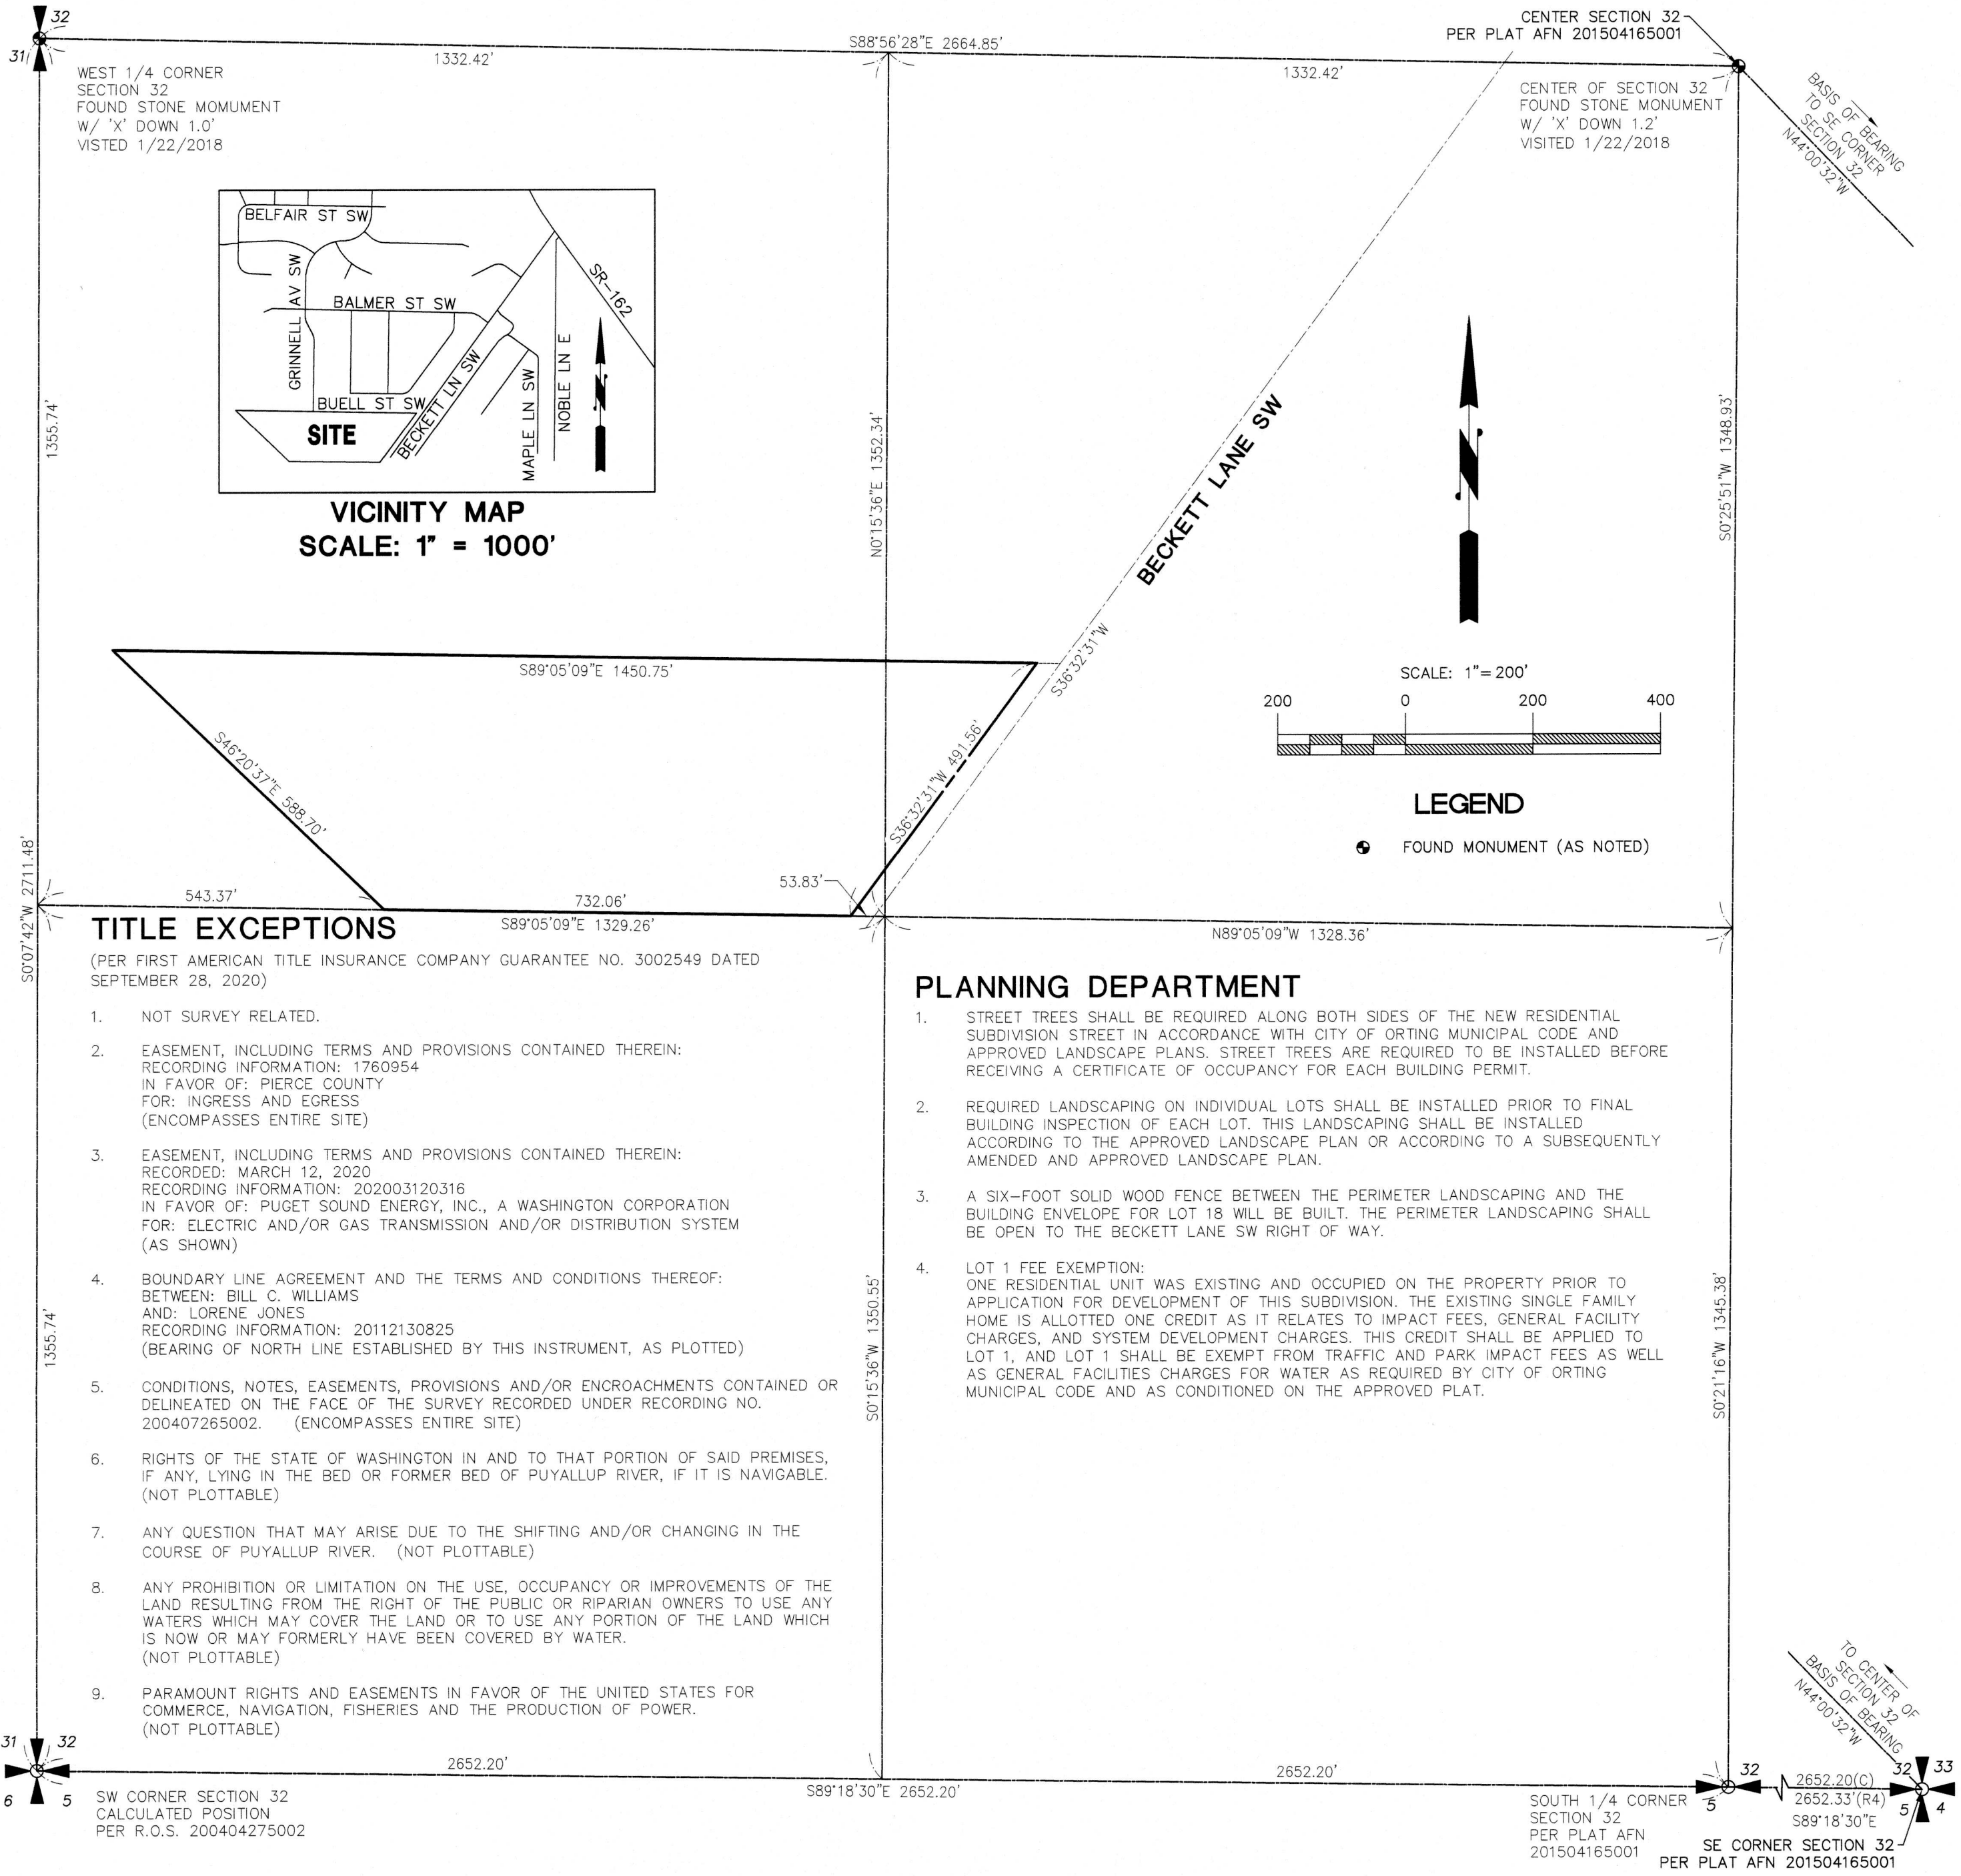 32
31
WEST 1/4 CORNER
SECTION 32
FOUND STONE MOMUMENT
W/ 'X' DOWN 1.0'
VISTED 1/22/2018
1332.42'
S88°56'28"E 2664.85'
1332.42'
CENTER SECTION 32
PER PLAT AFN 201504165001
CENTER OF SECTION 32
FOUND STONE MONUMENT
W/ 'X' DOWN 1.2'
VISITED 1/22/2018
BASIS OF BEARING
TO SE CORNER
SECTION 32
N44°00'32"W
BELFAIR ST SW
GRINNELL AV SW
BALMER ST SW
BUELL ST SW
SITE
BECKETT LN SW
MAPLE LN SW
NOBLE LN E
SR-162
N
VICINITY MAP
SCALE: 1" = 1000'
1355.74'
N0°15'36"E 1352.34'
BECKETT LANE SW
S36°32'31"W
S0°25'51"W 1348.93'
N
SCALE: 1"= 200'
200 0 200 400
LEGEND
FOUND MONUMENT (AS NOTED)
S89°05'09"E 1450.75'
S46°20'37"E 588.70'
S36°32'31"W 491.56'
53.83'
543.37'
732.06'
S89°05'09"E 1329.26'
N89°05'09"W 1328.36'
S0°07'42"W 2711.48'
TITLE EXCEPTIONS
(PER FIRST AMERICAN TITLE INSURANCE COMPANY GUARANTEE NO. 3002549 DATED
SEPTEMBER 28, 2020)
1. NOT SURVEY RELATED.
2. EASEMENT, INCLUDING TERMS AND PROVISIONS CONTAINED THEREIN:
RECORDING INFORMATION: 1760954
IN FAVOR OF: PIERCE COUNTY
FOR: INGRESS AND EGRESS
(ENCOMPASSES ENTIRE SITE)
3. EASEMENT, INCLUDING TERMS AND PROVISIONS CONTAINED THEREIN:
RECORDED: MARCH 12, 2020
RECORDING INFORMATION: 202003120316
IN FAVOR OF: PUGET SOUND ENERGY, INC., A WASHINGTON CORPORATION
FOR: ELECTRIC AND/OR GAS TRANSMISSION AND/OR DISTRIBUTION SYSTEM
(AS SHOWN)
4. BOUNDARY LINE AGREEMENT AND THE TERMS AND CONDITIONS THEREOF:
BETWEEN: BILL C. WILLIAMS
AND: LORENE JONES
RECORDING INFORMATION: 20112130825
(BEARING OF NORTH LINE ESTABLISHED BY THIS INSTRUMENT, AS PLOTTED)
5. CONDITIONS, NOTES, EASEMENTS, PROVISIONS AND/OR ENCROACHMENTS CONTAINED OR
DELINEATED ON THE FACE OF THE SURVEY RECORDED UNDER RECORDING NO.
200407265002. (ENCOMPASSES ENTIRE SITE)
6. RIGHTS OF THE STATE OF WASHINGTON IN AND TO THAT PORTION OF SAID PREMISES,
IF ANY, LYING IN THE BED OR FORMER BED OF PUYALLUP RIVER, IF IT IS NAVIGABLE.
(NOT PLOTTABLE)
7. ANY QUESTION THAT MAY ARISE DUE TO THE SHIFTING AND/OR CHANGING IN THE
COURSE OF PUYALLUP RIVER. (NOT PLOTTABLE)
8. ANY PROHIBITION OR LIMITATION ON THE USE, OCCUPANCY OR IMPROVEMENTS OF THE
LAND RESULTING FROM THE RIGHT OF THE PUBLIC OR RIPARIAN OWNERS TO USE ANY
WATERS WHICH MAY COVER THE LAND OR TO USE ANY PORTION OF THE LAND WHICH
IS NOW OR MAY FORMERLY HAVE BEEN COVERED BY WATER.
(NOT PLOTTABLE)
9. PARAMOUNT RIGHTS AND EASEMENTS IN FAVOR OF THE UNITED STATES FOR
COMMERCE, NAVIGATION, FISHERIES AND THE PRODUCTION OF POWER.
(NOT PLOTTABLE)
1355.74'
S0°15'36"W 1350.55'
PLANNING DEPARTMENT
1. STREET TREES SHALL BE REQUIRED ALONG BOTH SIDES OF THE NEW RESIDENTIAL
SUBDIVISION STREET IN ACCORDANCE WITH CITY OF ORTING MUNICIPAL CODE AND
APPROVED LANDSCAPE PLANS. STREET TREES ARE REQUIRED TO BE INSTALLED BEFORE
RECEIVING A CERTIFICATE OF OCCUPANCY FOR EACH BUILDING PERMIT.
2. REQUIRED LANDSCAPING ON INDIVIDUAL LOTS SHALL BE INSTALLED PRIOR TO FINAL
BUILDING INSPECTION OF EACH LOT. THIS LANDSCAPING SHALL BE INSTALLED
ACCORDING TO THE APPROVED LANDSCAPE PLAN OR ACCORDING TO A SUBSEQUENTLY
AMENDED AND APPROVED LANDSCAPE PLAN.
3. A SIX-FOOT SOLID WOOD FENCE BETWEEN THE PERIMETER LANDSCAPING AND THE
BUILDING ENVELOPE FOR LOT 18 WILL BE BUILT. THE PERIMETER LANDSCAPING SHALL
BE OPEN TO THE BECKETT LANE SW RIGHT OF WAY.
4. LOT 1 FEE EXEMPTION:
ONE RESIDENTIAL UNIT WAS EXISTING AND OCCUPIED ON THE PROPERTY PRIOR TO
APPLICATION FOR DEVELOPMENT OF THIS SUBDIVISION. THE EXISTING SINGLE FAMILY
HOME IS ALLOTTED ONE CREDIT AS IT RELATES TO IMPACT FEES, GENERAL FACILITY
CHARGES, AND SYSTEM DEVELOPMENT CHARGES. THIS CREDIT SHALL BE APPLIED TO
LOT 1, AND LOT 1 SHALL BE EXEMPT FROM TRAFFIC AND PARK IMPACT FEES AS WELL
AS GENERAL FACILITIES CHARGES FOR WATER AS REQUIRED BY CITY OF ORTING
MUNICIPAL CODE AND AS CONDITIONED ON THE APPROVED PLAT.
S0°21'16"W 1345.38'
TO CENTER OF
SECTION 32
BASIS OF BEARING
N44°00'32"W
31 32
6 5
SW CORNER SECTION 32
CALCULATED POSITION
PER R.O.S. 200404275002
2652.20'
S89°18'30"E 2652.20'
2652.20'
SOUTH 1/4 CORNER
SECTION 32
PER PLAT AFN
201504165001
32
5
2652.20(C)
2652.33'(R4)
S89°18'30"E
32 33
5 4
SE CORNER SECTION 32
PER PLAT AFN 201504165001